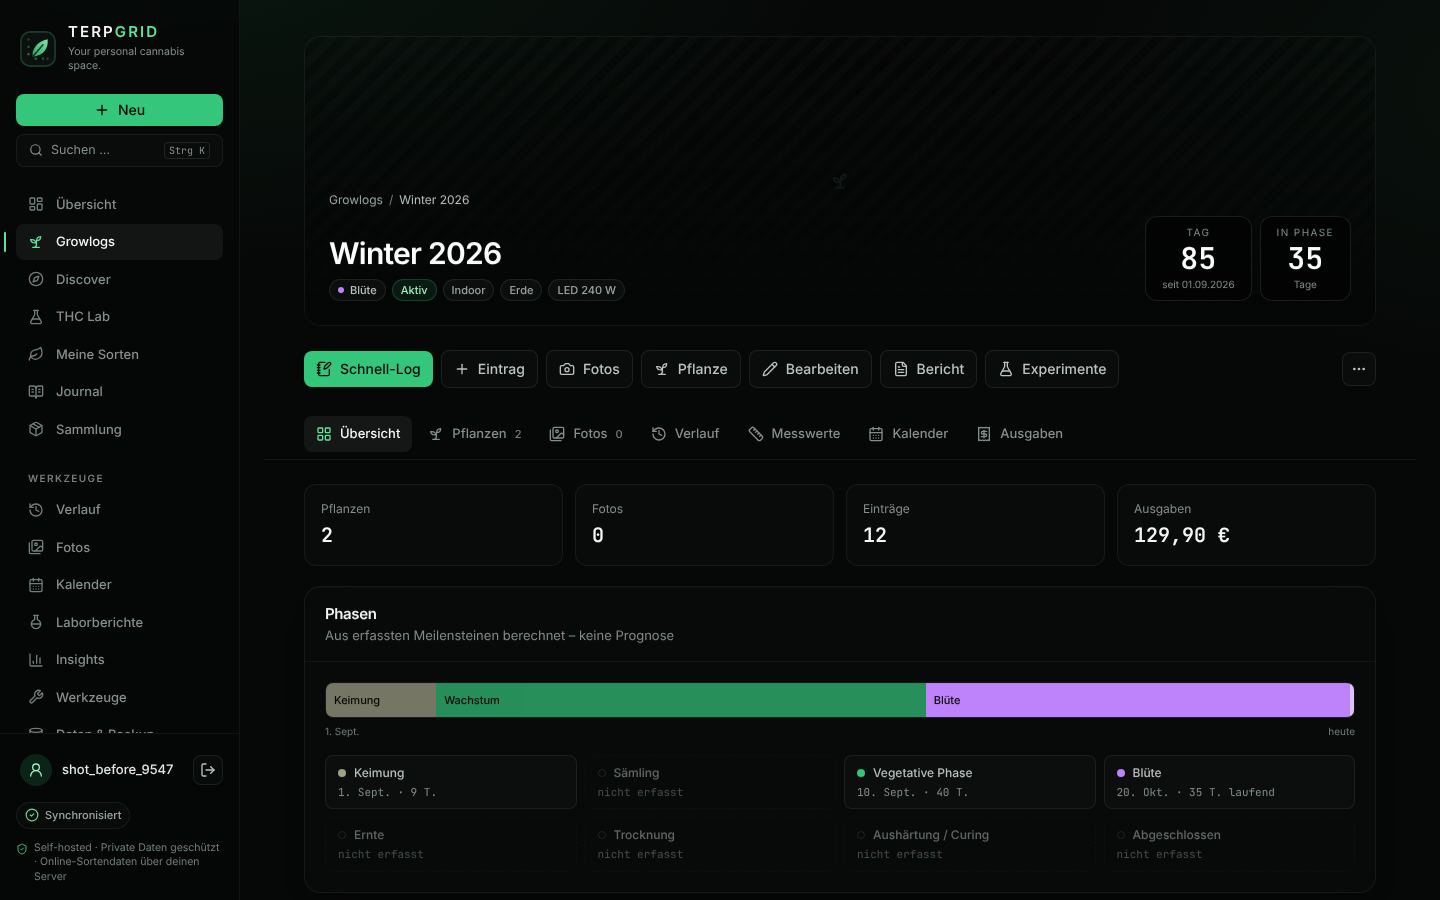 TERPGRID
Your personal cannabis
space.
Neu
Suchen ...
Strg K
Übersicht
Growlogs
Discover
THC Lab
Meine Sorten
Journal
Sammlung
WERKZEUGE
Verlauf
Fotos
Kalender
Laborberichte
Insights
Werkzeuge
Daten & Backup
shot_before_9547
Synchronisiert
Self-hosted · Private Daten geschützt
· Online-Sortendaten über deinen
Server
Growlogs / Winter 2026
Winter 2026
Blüte
Aktiv
Indoor
Erde
LED 240 W
TAG
85
seit 01.09.2026
IN PHASE
35
Tage
Schnell-Log
Eintrag
Fotos
Pflanze
Bearbeiten
Bericht
Experimente
Übersicht
Pflanzen 2
Fotos 0
Verlauf
Messwerte
Kalender
Ausgaben
Pflanzen
2
Fotos
0
Einträge
12
Ausgaben
129,90 €
Phasen
Aus erfassten Meilensteinen berechnet – keine Prognose
Keimung
Wachstum
Blüte
1. Sept.
heute
Keimung
1. Sept. · 9 T.
Sämling
nicht erfasst
Vegetative Phase
10. Sept. · 40 T.
Blüte
20. Okt. · 35 T. laufend
Ernte
nicht erfasst
Trocknung
nicht erfasst
Aushärtung / Curing
nicht erfasst
Abgeschlossen
nicht erfasst